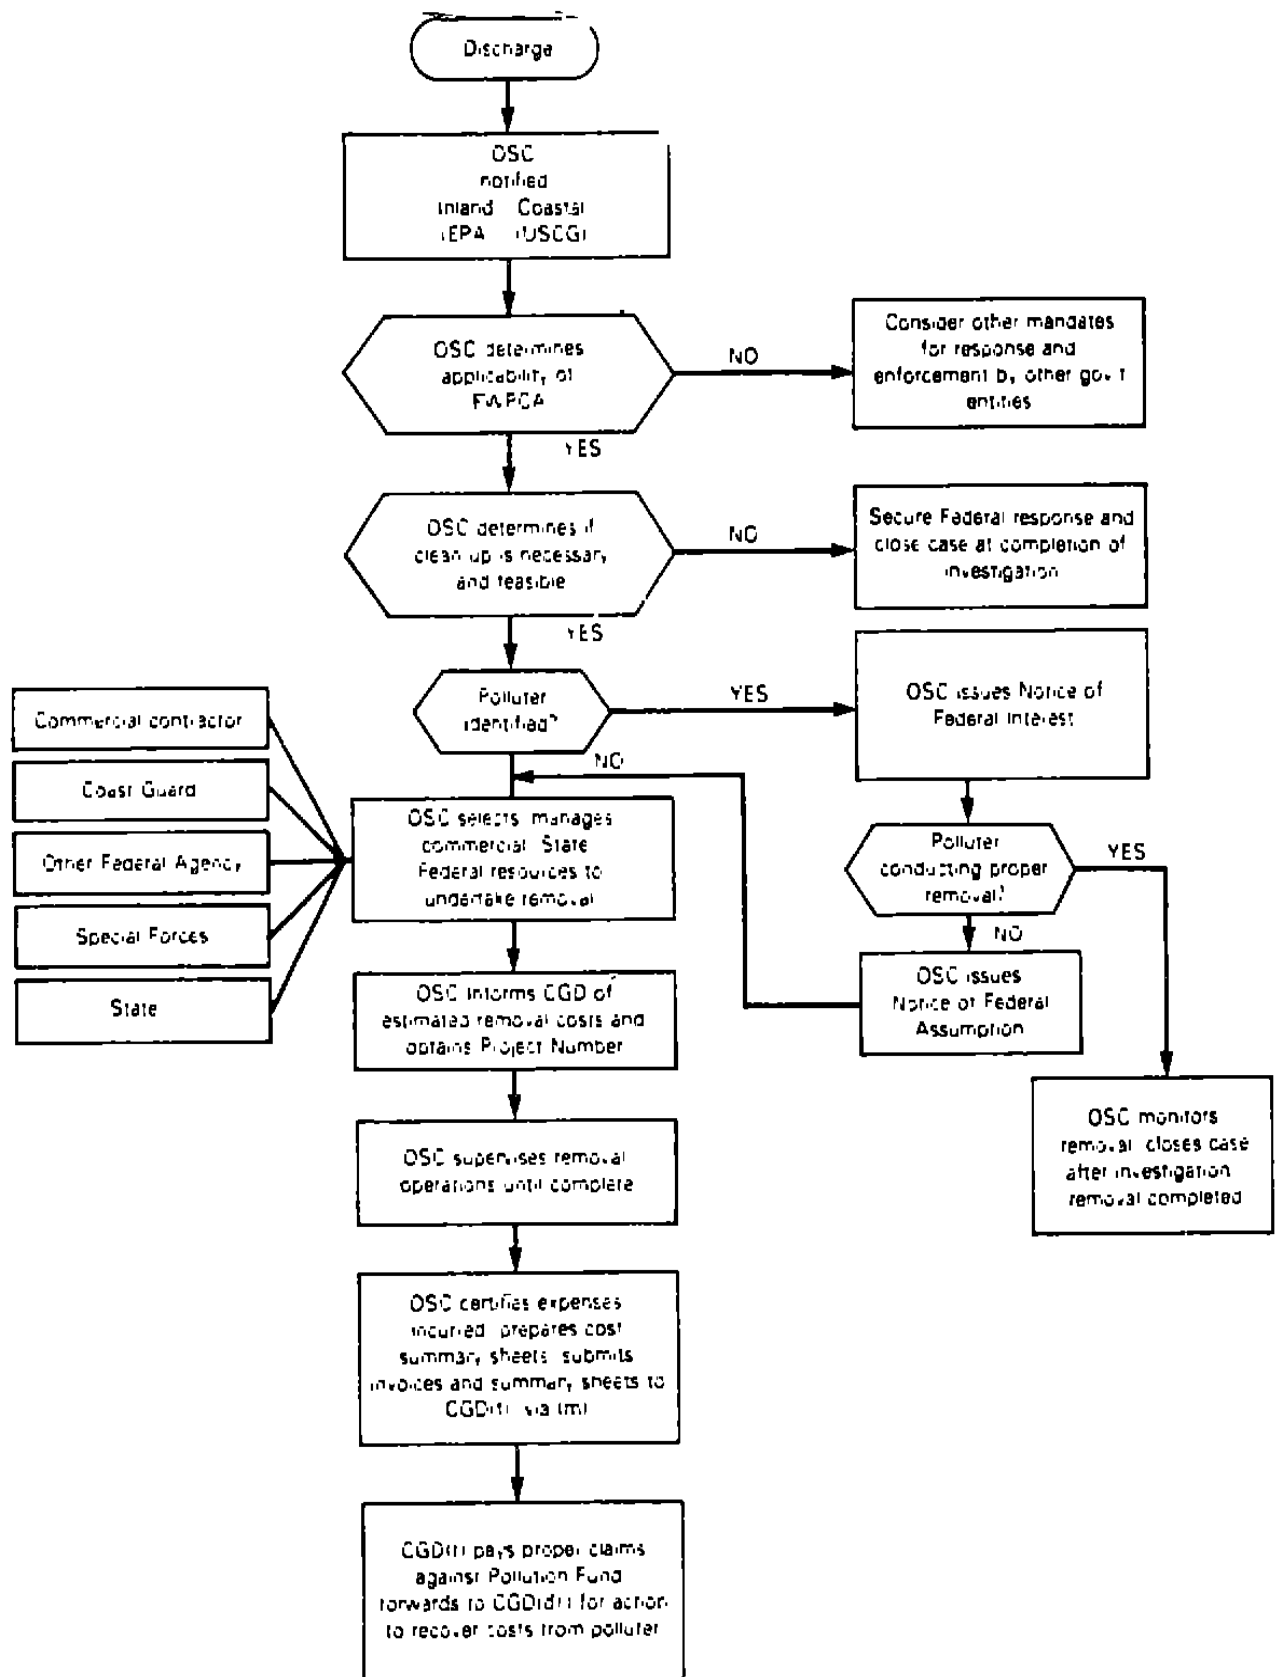 Discharge
OSC
notified
Inland Coastal
(EPA (USCG)
OSC determines
applicability of
FWPCA
NO
Consider other mandates
for response and
enforcement by other gov't
entities
YES
OSC determines if
clean up is necessary
and feasible
NO
Secure Federal response and
close case at completion of
investigation
YES
Polluter
identified?
YES
OSC issues Notice of
Federal Interest
NO
Commercial contractor
Coast Guard
Other Federal Agency
Special Forces
State
OSC selects manages
commercial State
Federal resources to
undertake removal
Polluter
conducting proper
removal?
YES
NO
OSC issues
Notice of Federal
Assumption
OSC informs CGD of
estimated removal costs and
obtains Project Number
OSC monitors
removal closes case
after investigation
removal completed
OSC supervises removal
operations until complete
OSC certifies expenses
incurred prepares cost
summary sheets submits
invoices and summary sheets to
CGD(f) via (m)
CGD(f) pays proper claims
against Pollution Fund
forwards to for action
to recover costs from polluter